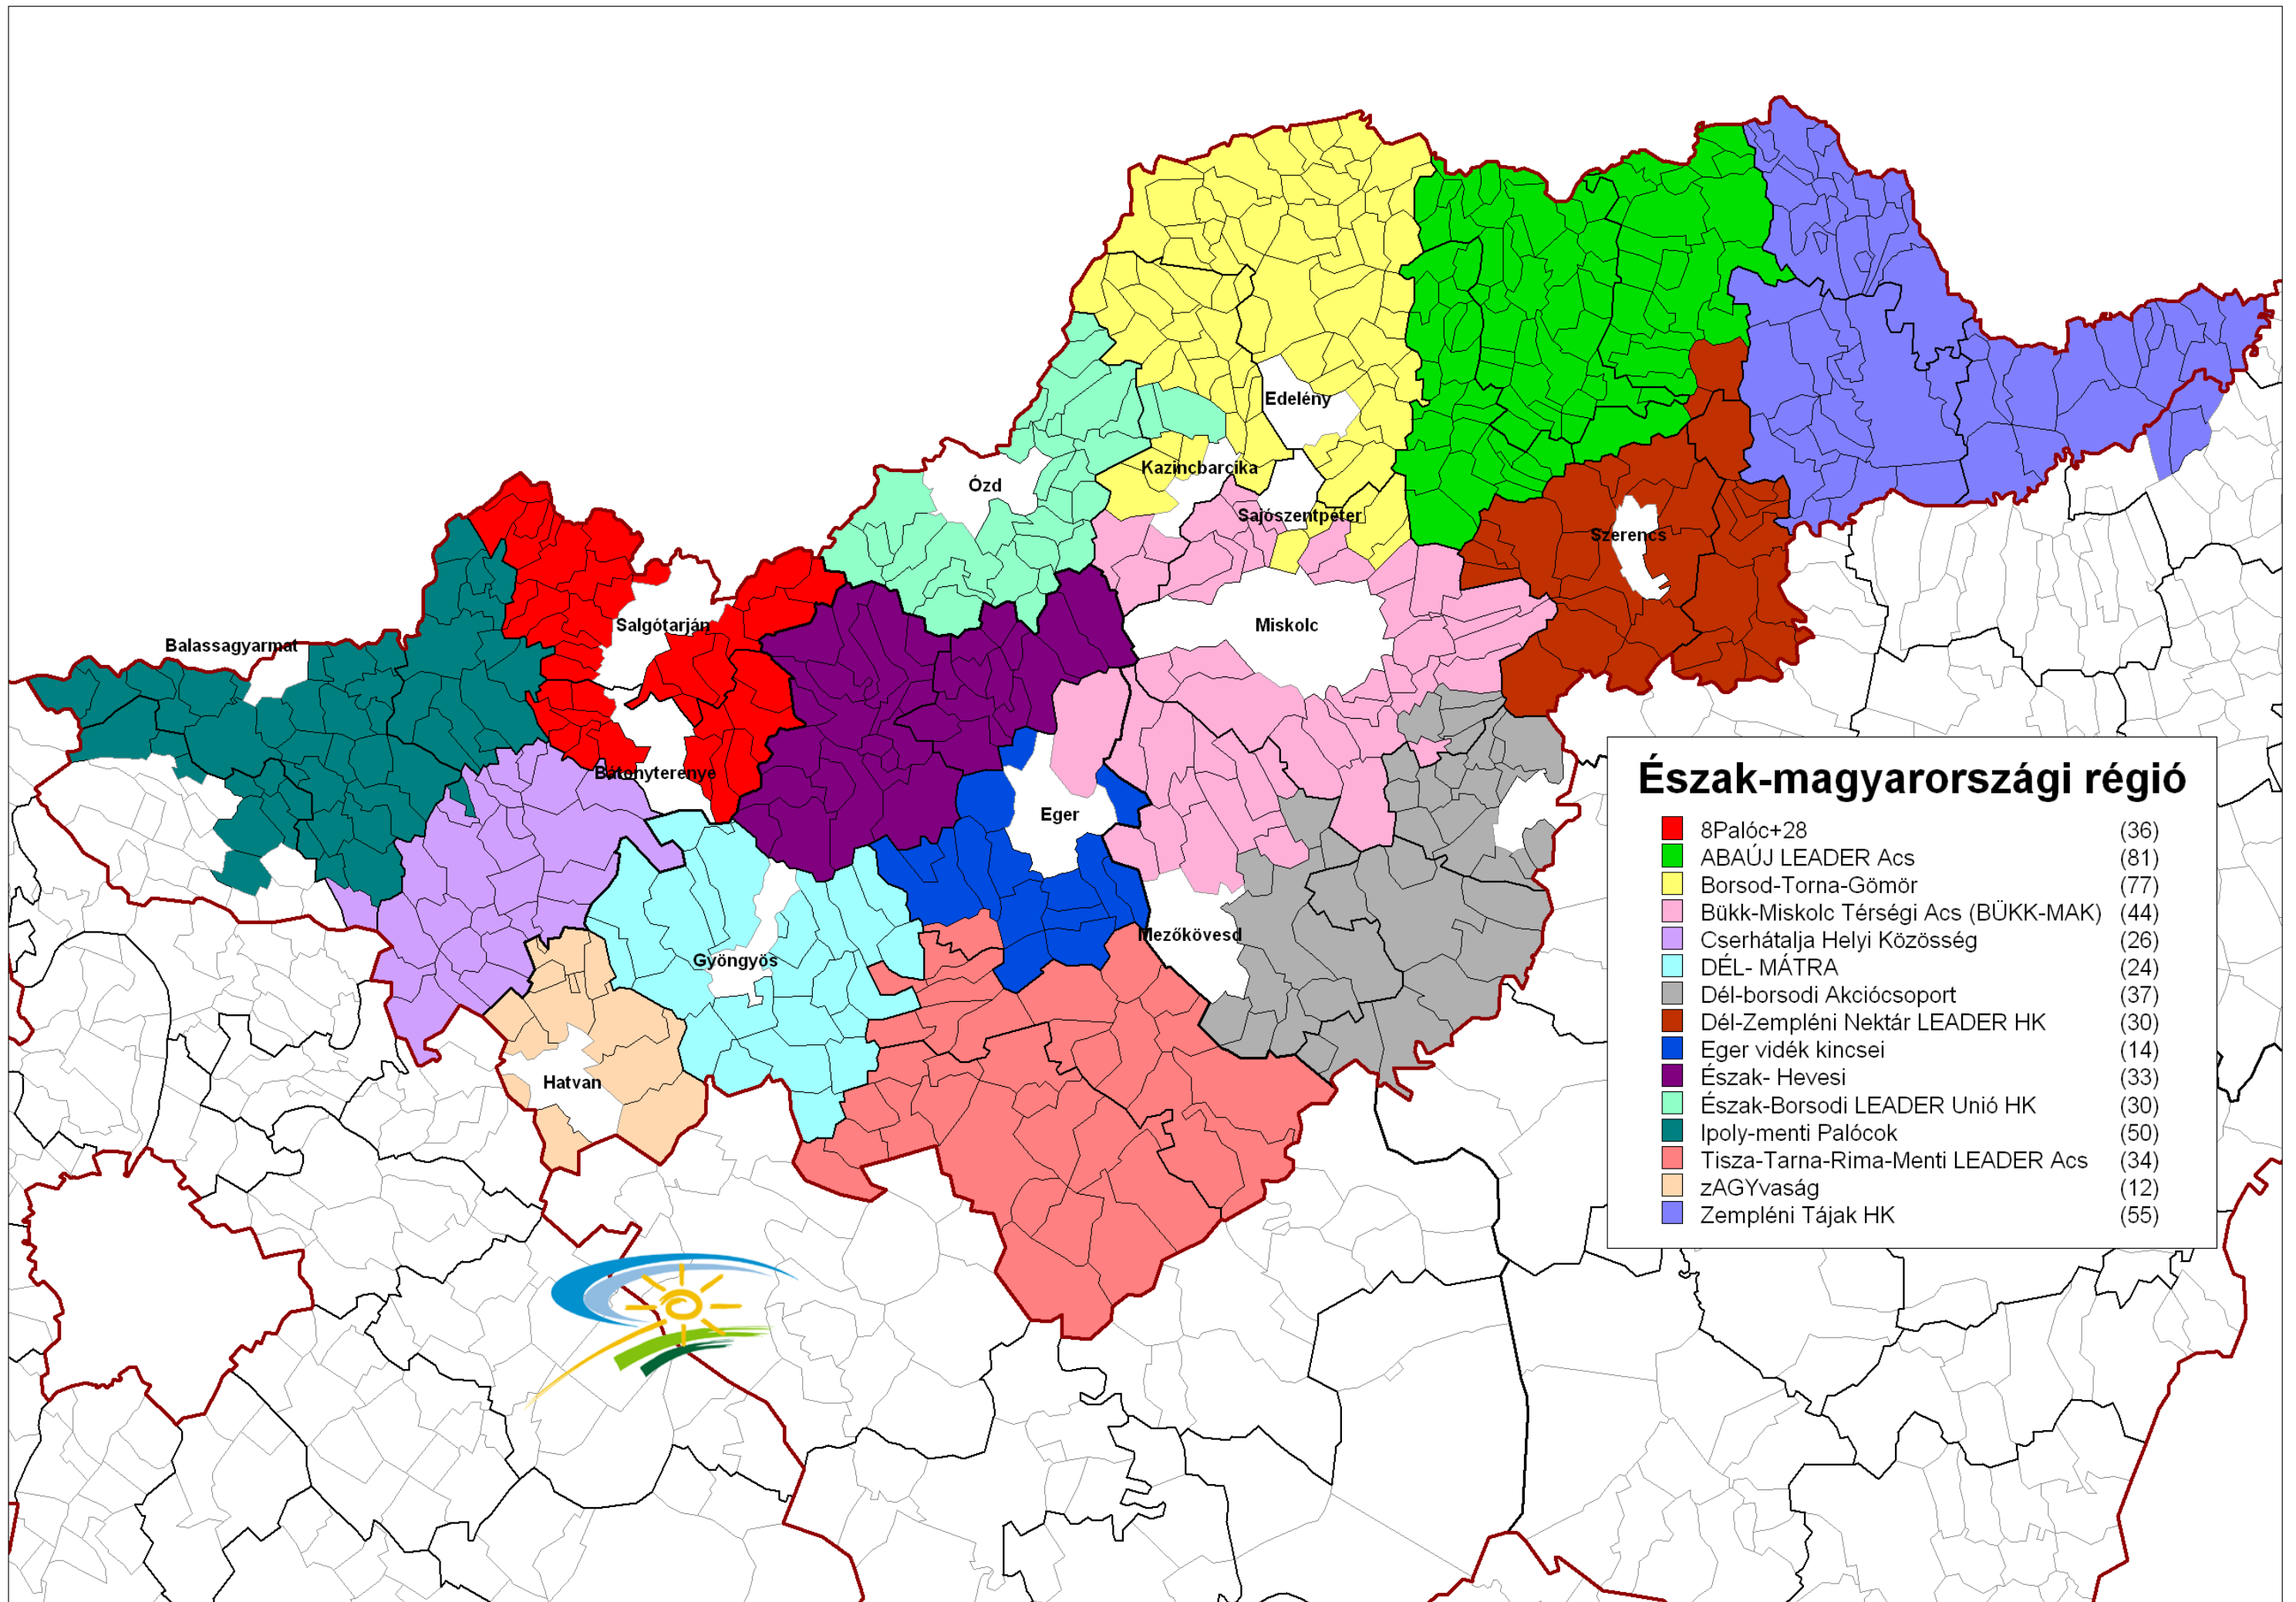 Edelény
Kazincbarcika
Ózd
Sajószentpéter
Szerencs
Salgótarján
Miskolc
Balassagyarmat
Bátonyterenye
Eger
Mezőkövesd
Gyöngyös
Hatvan
Észak-magyarországi régió
8Palóc+28 (36)
ABAÚJ LEADER Acs (81)
Borsod-Torna-Gömör (77)
Bükk-Miskolc Térségi Acs (BÜKK-MAK) (44)
Cserhátalja Helyi Közösség (26)
DÉL- MÁTRA (24)
Dél-borsodi Akciócsoport (37)
Dél-Zempléni Nektár LEADER HK (30)
Eger vidék kincsei (14)
Észak- Hevesi (33)
Észak-Borsodi LEADER Unió HK (30)
Ipoly-menti Palócok (50)
Tisza-Tarna-Rima-Menti LEADER Acs (34)
zAGYvaság (12)
Zempléni Tájak HK (55)